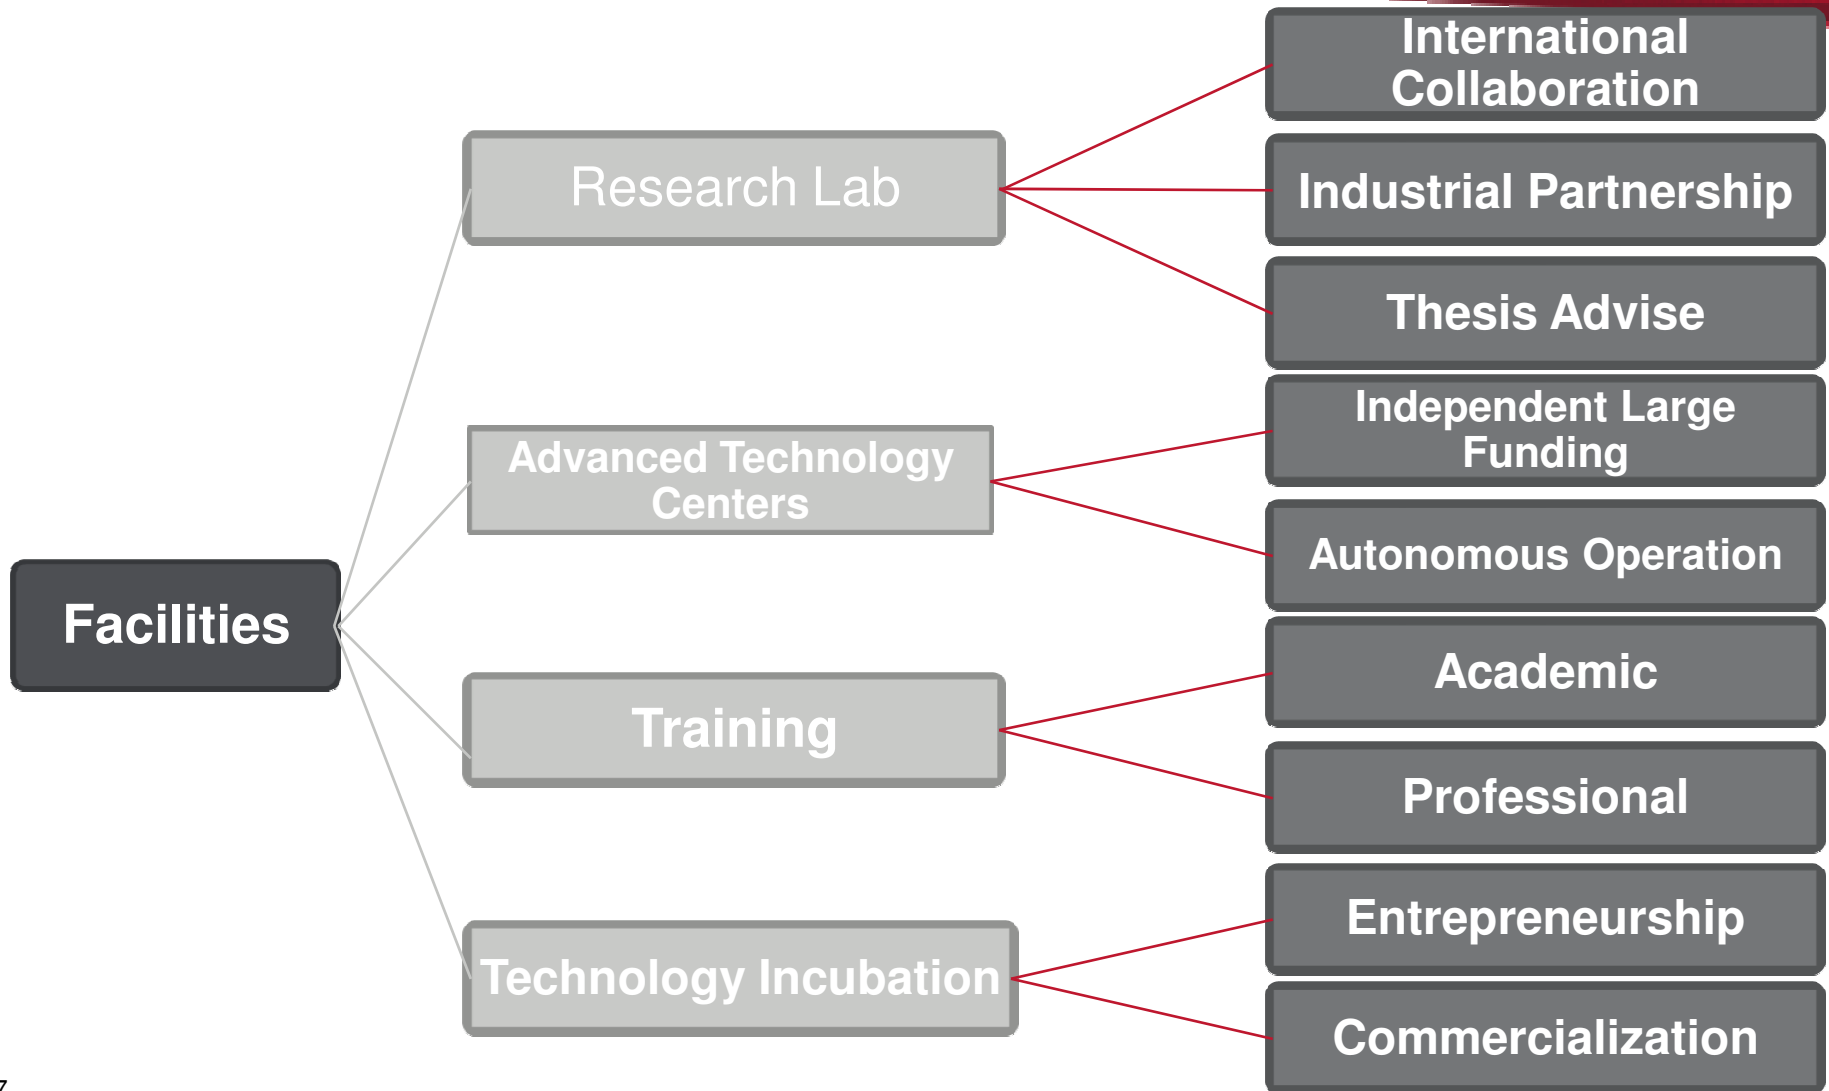 International
Collaboration
Research Lab
Industrial Partnership
Thesis Advise
Independent Large
Funding
Advanced Technology
Centers
Autonomous Operation
Facilities
Academic
Training
Professional
Entrepreneurship
Technology Incubation
Commercialization